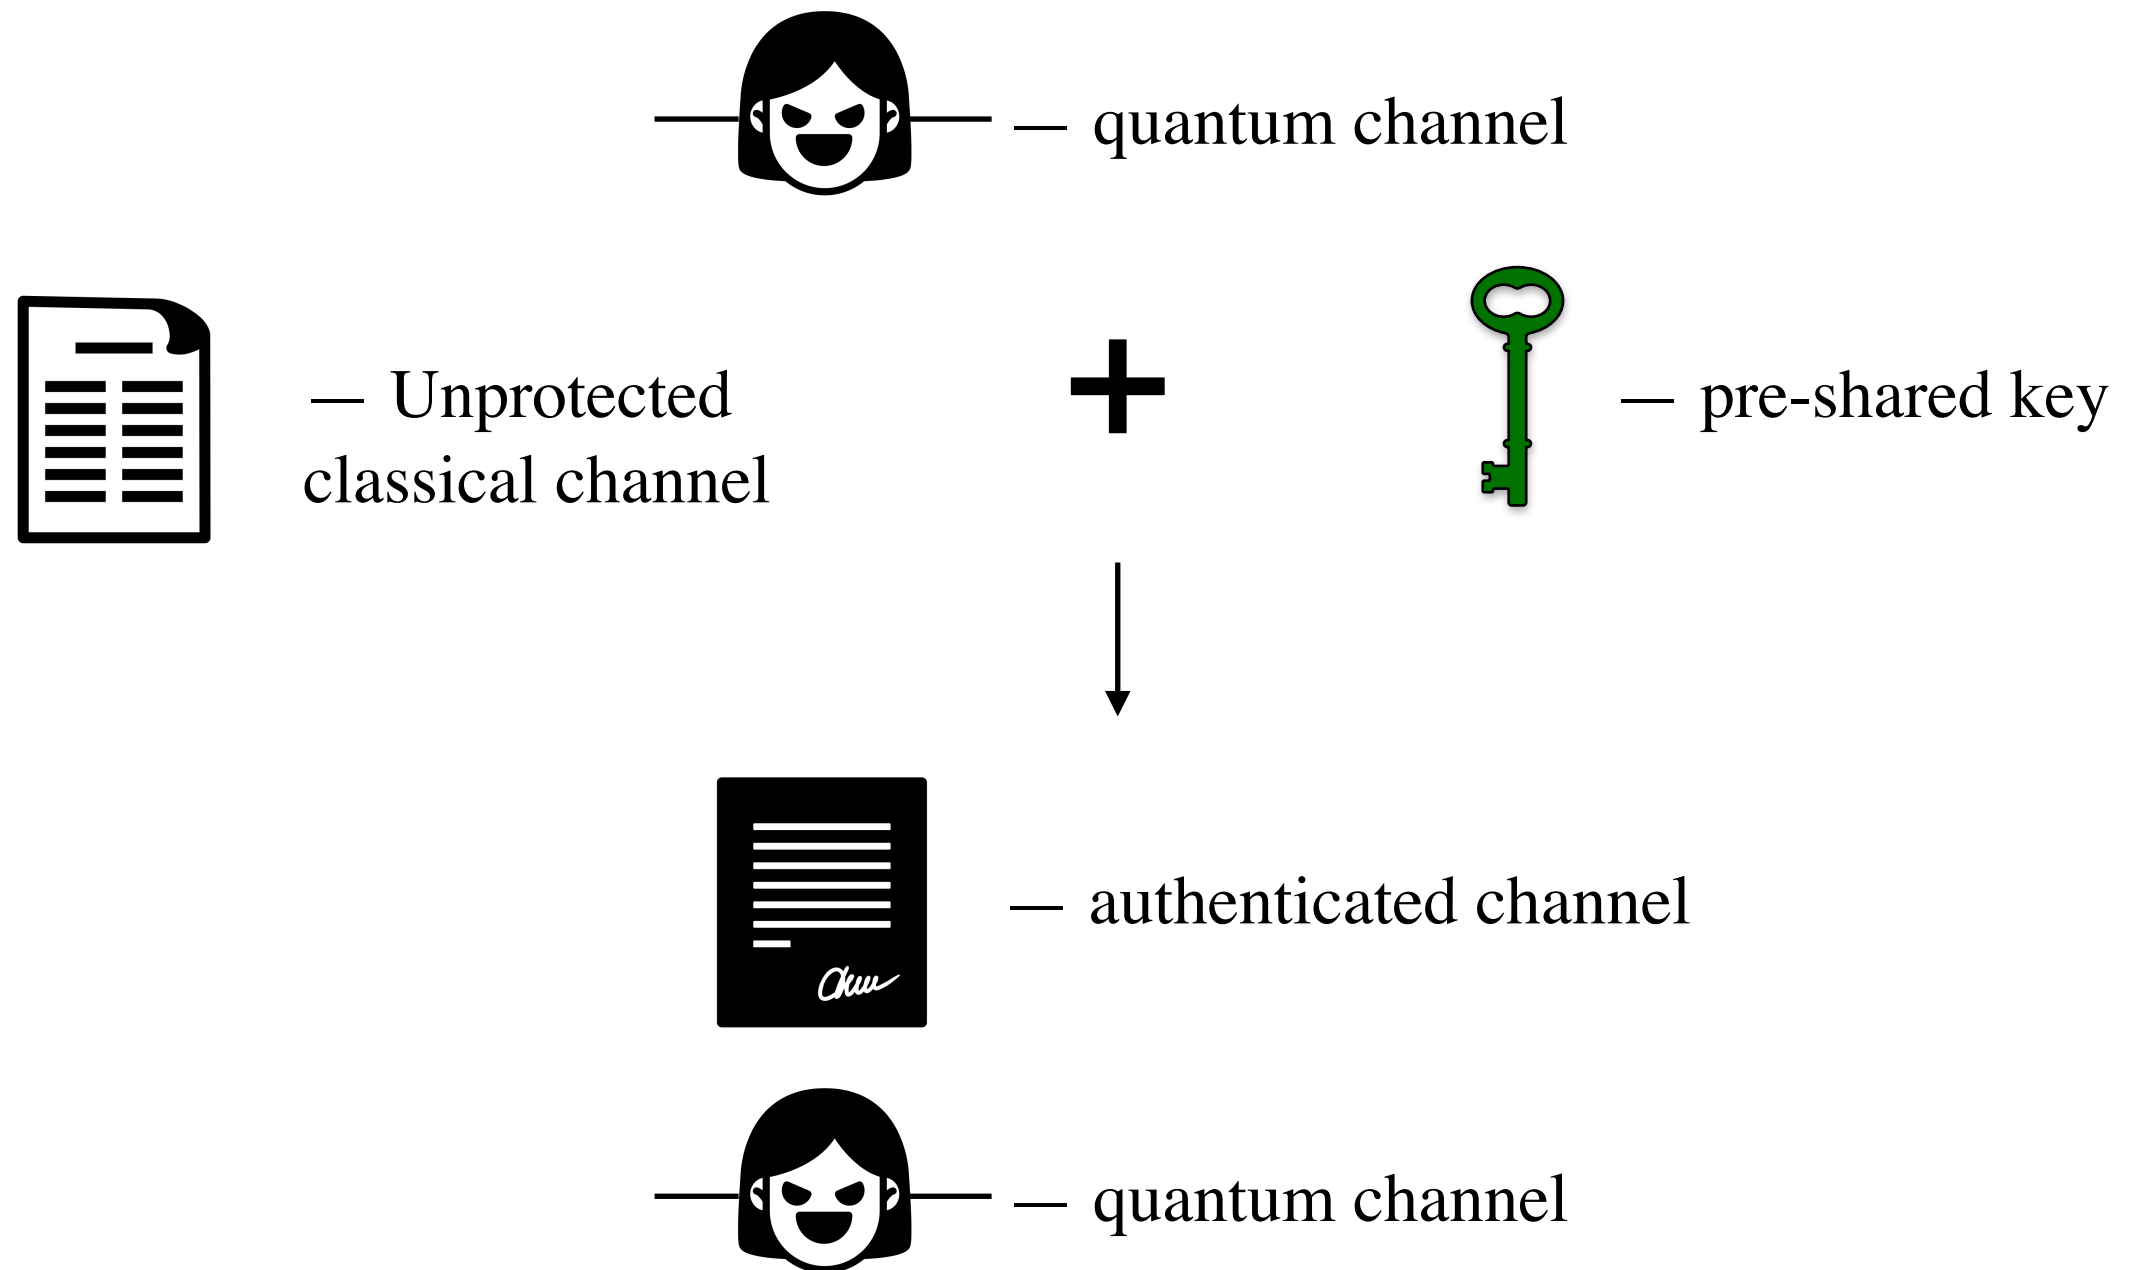 — quantum channel
— Unprotected
classical channel
— pre-shared key
— authenticated channel
— quantum channel